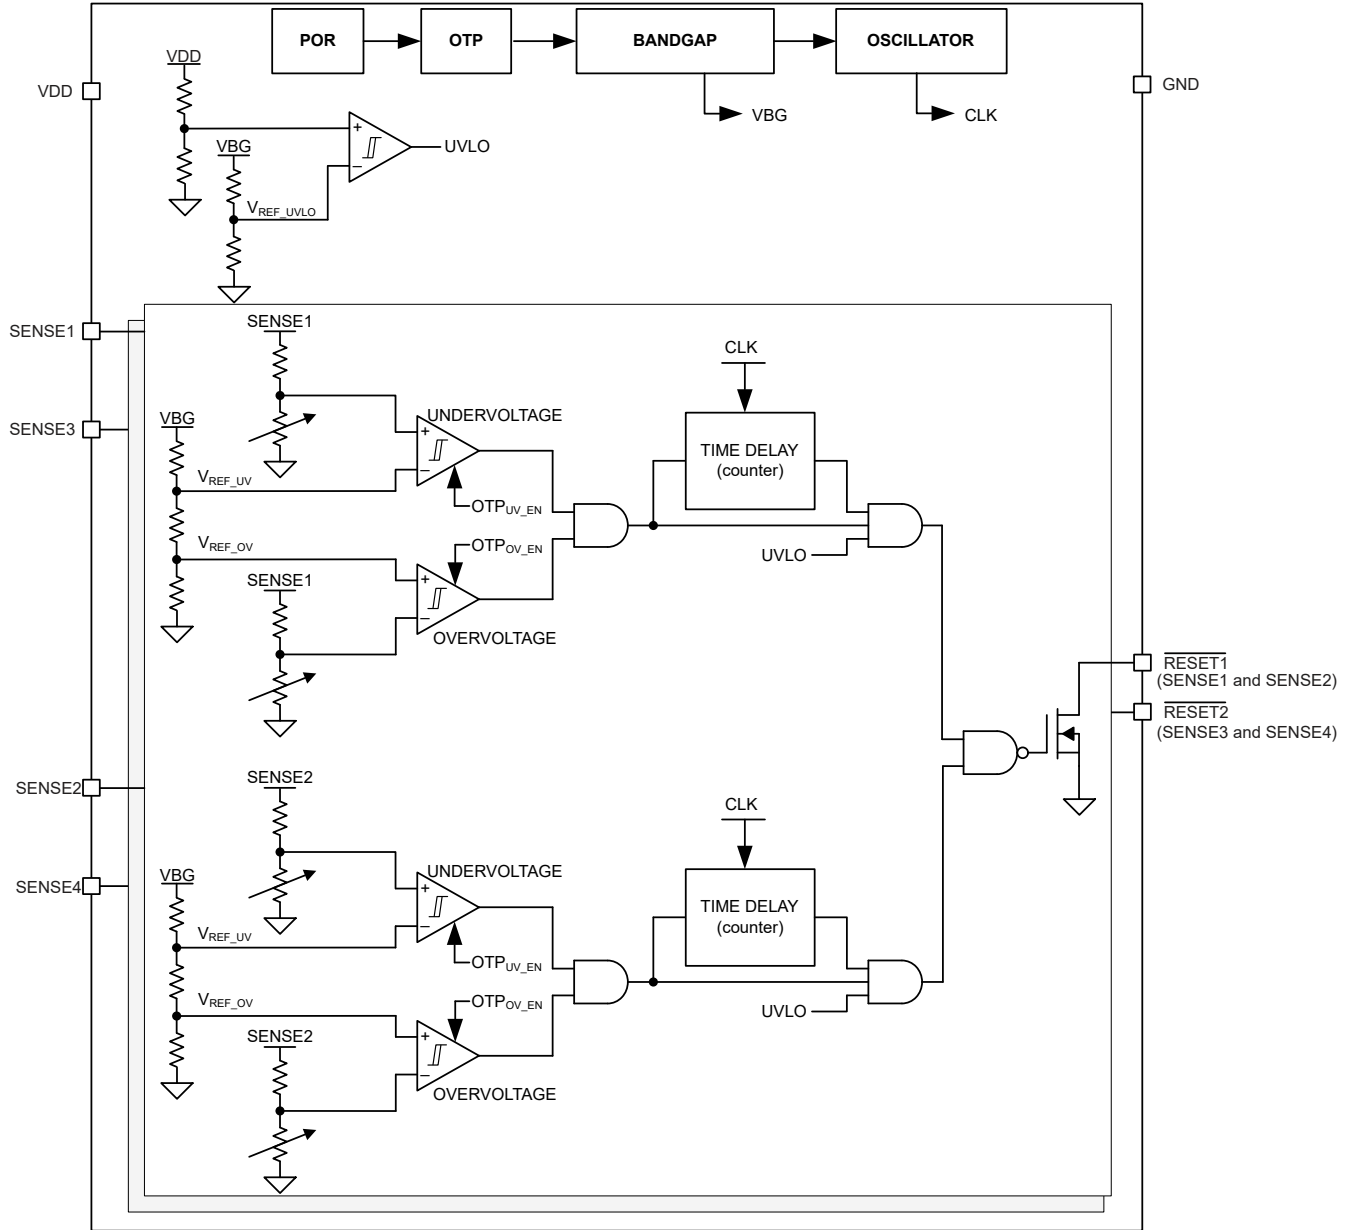 POR
OTP
BANDGAP
OSCILLATOR
VDD
VDD
GND
VBG
CLK
+
−
UVLO
VBG
VREF_UVLO
SENSE1
SENSE1
CLK
UNDERVOLTAGE
SENSE3
VBG
+
−
TIME DELAY
(counter)
VREF_UV
OTPUV_EN
VREF_OV
OTPOV_EN
UVLO
SENSE1
+
−
OVERVOLTAGE
RESET1
(SENSE1 and SENSE2)
RESET2
(SENSE3 and SENSE4)
SENSE2
SENSE2
CLK
UNDERVOLTAGE
SENSE4
VBG
+
−
TIME DELAY
(counter)
VREF_UV
OTPUV_EN
VREF_OV
OTPOV_EN
UVLO
SENSE2
+
−
OVERVOLTAGE